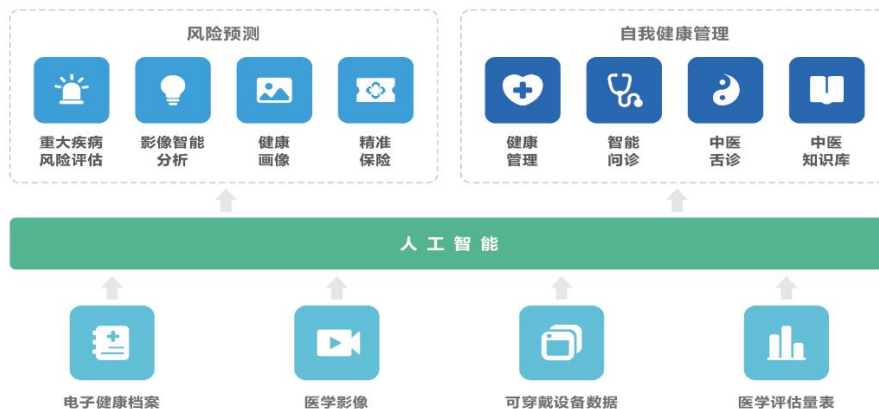 风险预测
自我健康管理
重大疾病
风险评估
影像智能
分析
健康
画像
精准
保险
健康
管理
智能
问诊
中医
舌诊
中医
知识库
人工智能
电子健康档案
医学影像
可穿戴设备数据
医学评估量表